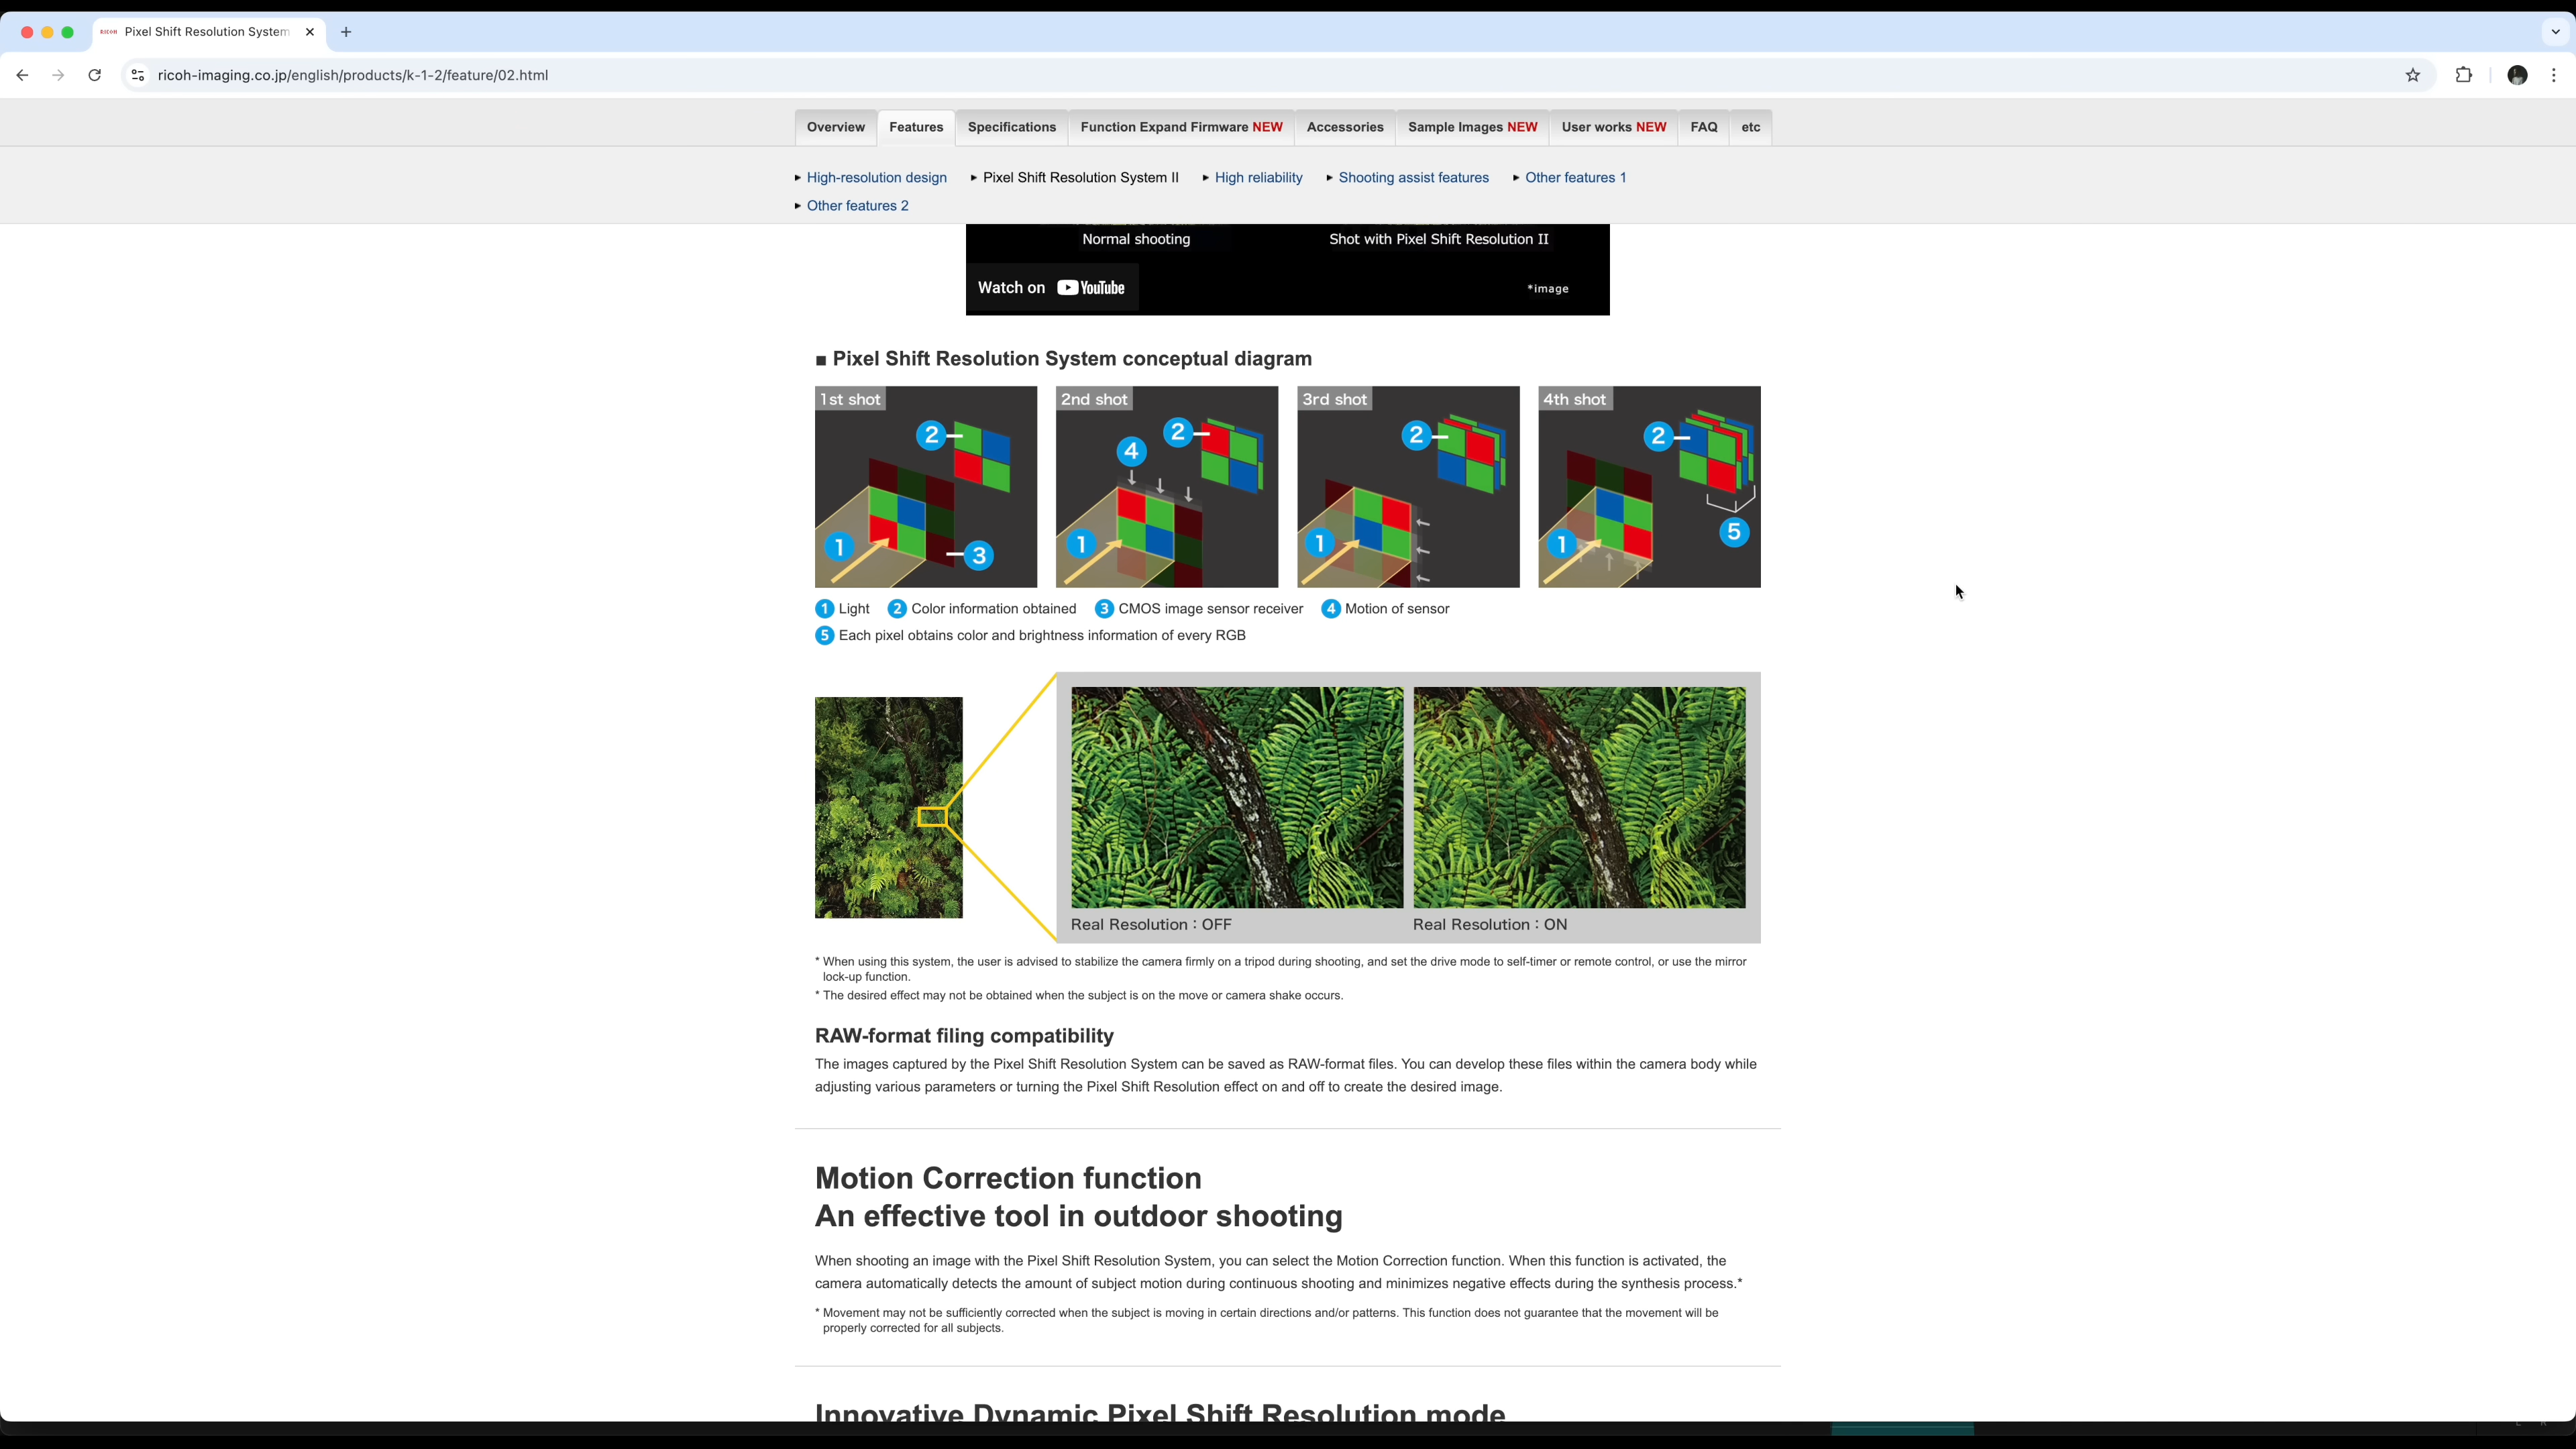 RICOH Pixel Shift Resolution System
ricoh-imaging.co.jp/english/products/k-1-2/feature/02.html
Overview Features Specifications Function Expand Firmware NEW Accessories Sample Images NEW User works NEW FAQ etc
High-resolution design Pixel Shift Resolution System II High reliability Shooting assist features Other features 1
Other features 2
Normal shooting Shot with Pixel Shift Resolution II
Watch on YouTube *image
■ Pixel Shift Resolution System conceptual diagram
1st shot 2nd shot 3rd shot 4th shot
2 4 2 2 2
1 3 1 1 1 5
1 Light 2 Color information obtained 3 CMOS image sensor receiver 4 Motion of sensor
5 Each pixel obtains color and brightness information of every RGB
Real Resolution : OFF Real Resolution : ON
* When using this system, the user is advised to stabilize the camera firmly on a tripod during shooting, and set the drive mode to self-timer or remote control, or use the mirror
lock-up function.
* The desired effect may not be obtained when the subject is on the move or camera shake occurs.
RAW-format filing compatibility
The images captured by the Pixel Shift Resolution System can be saved as RAW-format files. You can develop these files within the camera body while
adjusting various parameters or turning the Pixel Shift Resolution effect on and off to create the desired image.
Motion Correction function
An effective tool in outdoor shooting
When shooting an image with the Pixel Shift Resolution System, you can select the Motion Correction function. When this function is activated, the
camera automatically detects the amount of subject motion during continuous shooting and minimizes negative effects during the synthesis process.*
* Movement may not be sufficiently corrected when the subject is moving in certain directions and/or patterns. This function does not guarantee that the movement will be
properly corrected for all subjects.
Innovative Dynamic Pixel Shift Resolution mode